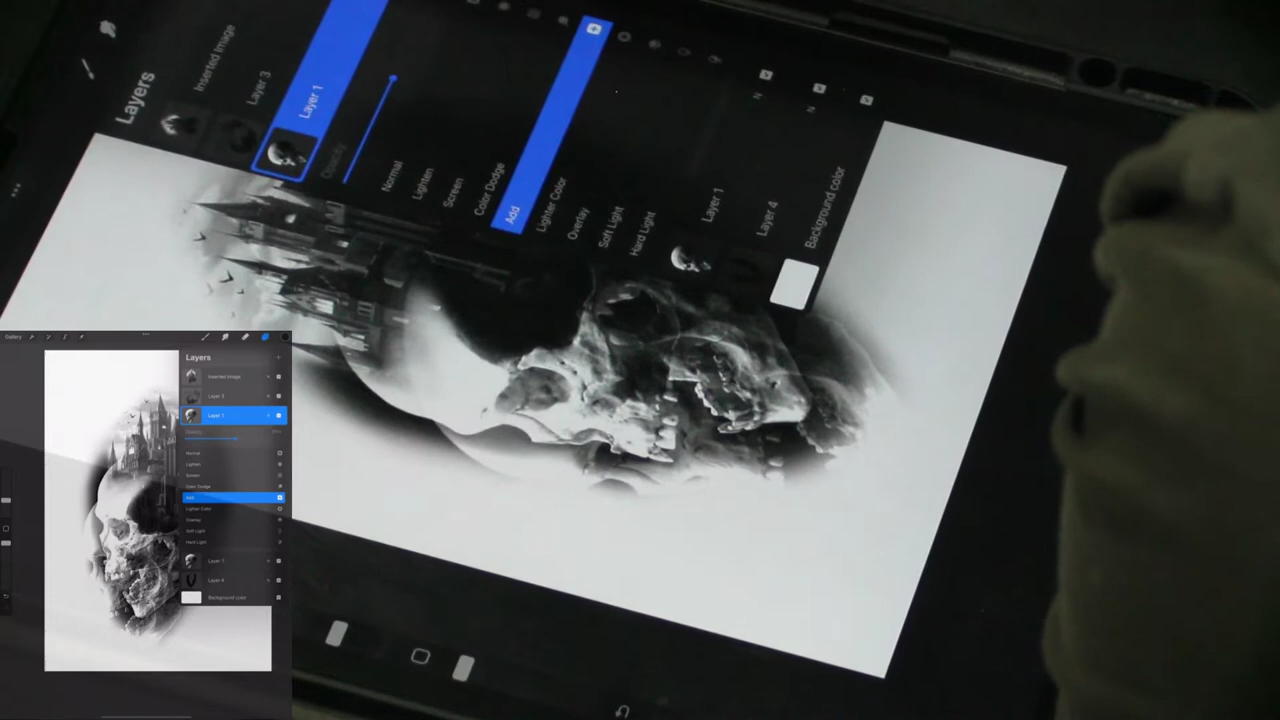 Layers
Inserted Image
Layer 3
Layer 1
N
Opacity
Normal
Lighten
Screen
Color Dodge
Add
Lighter Color
Overlay
Soft Light
Hard Light
Layer 1
N
Layer 4
N
Background color
Gallery
Layers
Inserted Image
Layer 3
Layer 1
Opacity
Normal
Lighten
Screen
Color Dodge
Add
Lighter Color
Overlay
Soft Light
Hard Light
Layer 1
Layer 4
Background color